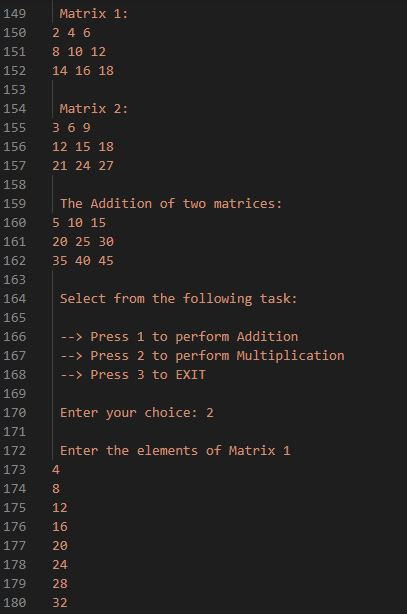 149 Matrix 1:
150 2 4 6
151 8 10 12
152 14 16 18
153
154 Matrix 2:
155 3 6 9
156 12 15 18
157 21 24 27
158
159 The Addition of two matrices:
160 5 10 15
161 20 25 30
162 35 40 45
163
164 Select from the following task:
165
166 --> Press 1 to perform Addition
167 --> Press 2 to perform Multiplication
168 --> Press 3 to EXIT
169
170 Enter your choice: 2
171
172 Enter the elements of Matrix 1
173 4
174 8
175 12
176 16
177 20
178 24
179 28
180 32